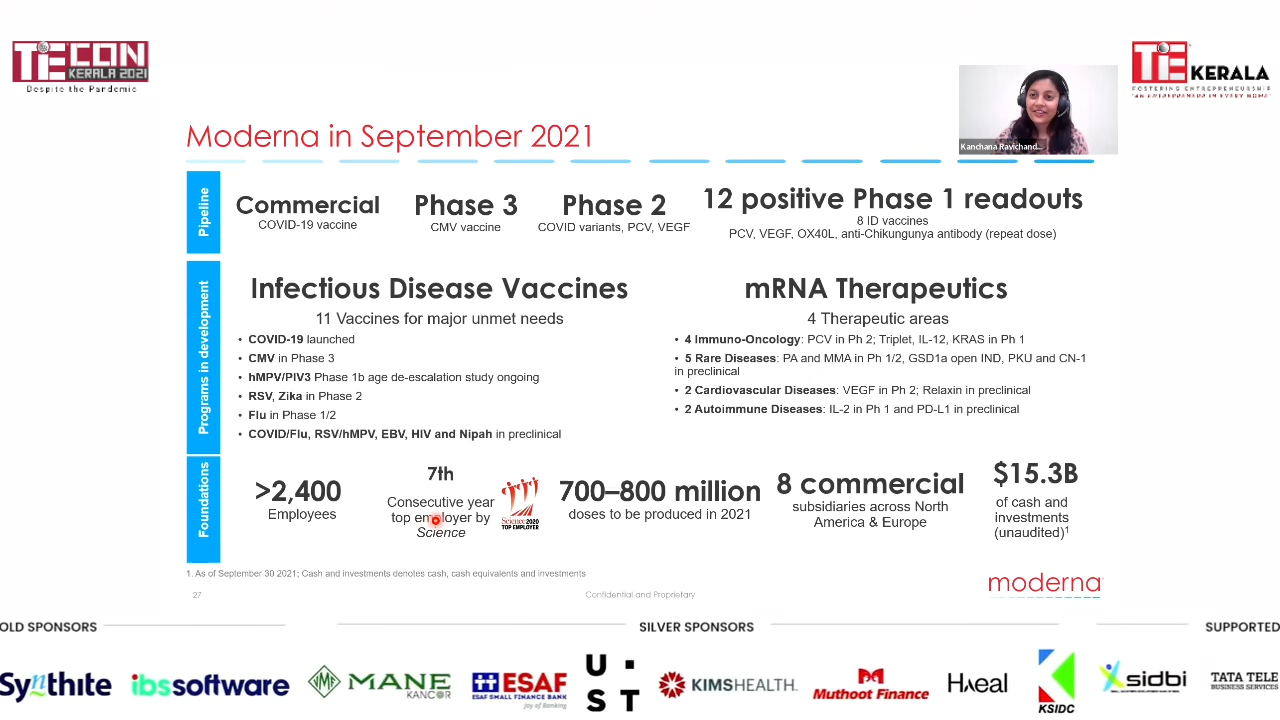 TiECON
KERALA 2021
Despite the Pandemic
TiE KERALA
FOSTERING ENTREPRENEURSHIP
"AN ENTREPRENEUR IN EVERY HOME"
Kanchana Ravichand...
Moderna in September 2021
Pipeline
Commercial
COVID-19 vaccine
Phase 3
CMV vaccine
Phase 2
COVID variants, PCV, VEGF
12 positive Phase 1 readouts
8 ID vaccines
PCV, VEGF, OX40L, anti-Chikungunya antibody (repeat dose)
Programs in development
Infectious Disease Vaccines
11 Vaccines for major unmet needs
• COVID-19 launched
• CMV in Phase 3
• hMPV/PIV3 Phase 1b age de-escalation study ongoing
• RSV, Zika in Phase 2
• Flu in Phase 1/2
• COVID/Flu, RSV/hMPV, EBV, HIV and Nipah in preclinical
mRNA Therapeutics
4 Therapeutic areas
• 4 Immuno-Oncology: PCV in Ph 2; Triplet, IL-12, KRAS in Ph 1
• 5 Rare Diseases: PA and MMA in Ph 1/2, GSD1a open IND, PKU and CN-1
in preclinical
• 2 Cardiovascular Diseases: VEGF in Ph 2; Relaxin in preclinical
• 2 Autoimmune Diseases: IL-2 in Ph 1 and PD-L1 in preclinical
Foundations
>2,400
Employees
7th
Consecutive year
top employer by
Science
Science 2020
TOP EMPLOYER
700–800 million
doses to be produced in 2021
8 commercial
subsidiaries across North
America & Europe
$15.3B
of cash and
investments
(unaudited)1
1. As of September 30 2021; Cash and investments denotes cash, cash equivalents and investments
27
Confidential and Proprietary
moderna
OLD SPONSORS
SILVER SPONSORS
SUPPORTED
Synthite
ibssoftware
MANE
KANCOR
ESAF
ESAF SMALL FINANCE BANK
Joy of Banking
U
ST
KIMSHEALTH
Muthoot Finance
KSIDC
sidbi
TATA TELE
BUSINESS SERVICES